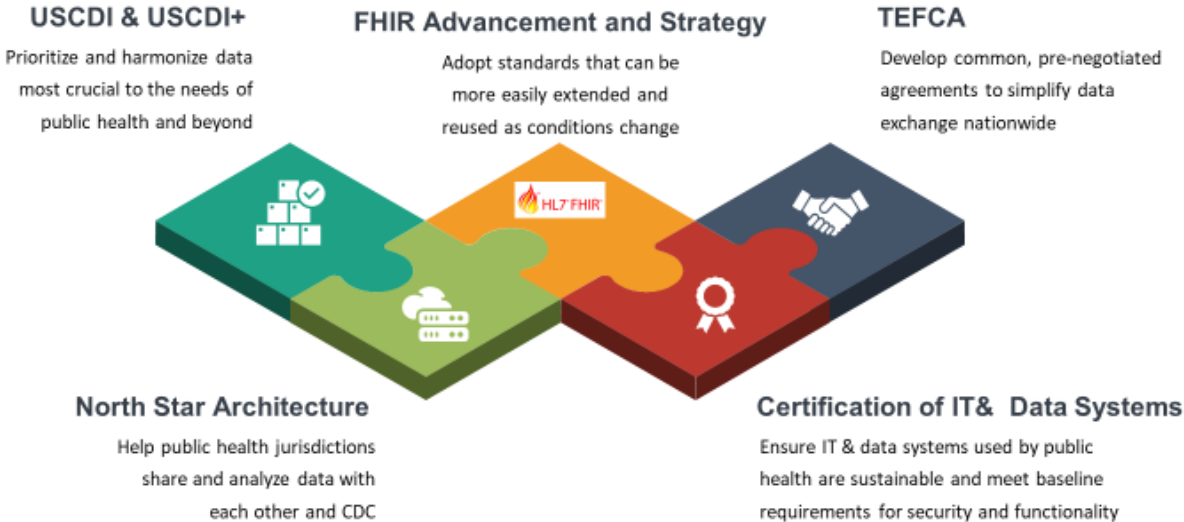 USCDI & USCDI+
Prioritize and harmonize data
most crucial to the needs of
public health and beyond
FHIR Advancement and Strategy
Adopt standards that can be
more easily extended and
reused as conditions change
TEFCA
Develop common, pre-negotiated
agreements to simplify data
exchange nationwide
HL7 FHIR
North Star Architecture
Help public health jurisdictions
share and analyze data with
each other and CDC
Certification of IT& Data Systems
Ensure IT & data systems used by public
health are sustainable and meet baseline
requirements for security and functionality